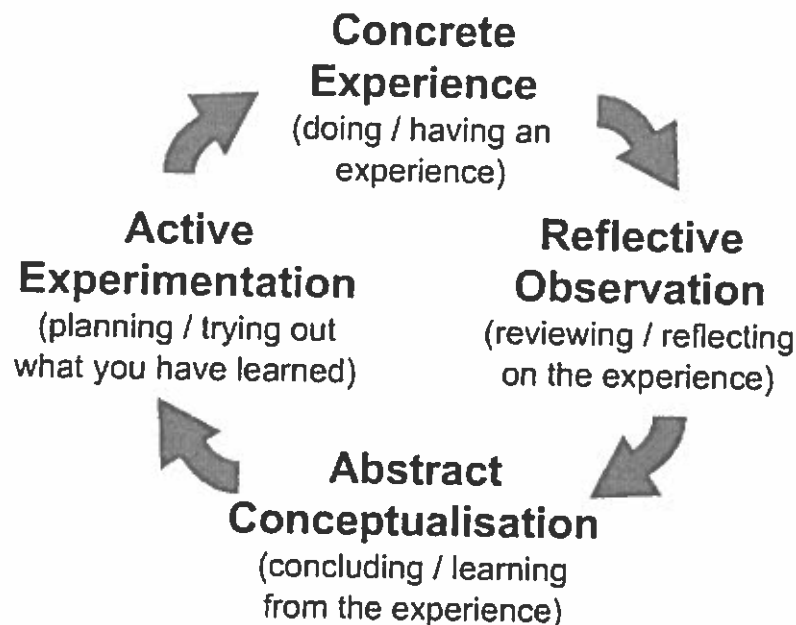 Concrete
Experience
(doing / having an
experience)
Reflective
Observation
(reviewing / reflecting
on the experience)
Abstract
Conceptualisation
(concluding / learning
from the experience)
Active
Experimentation
(planning / trying out
what you have learned)